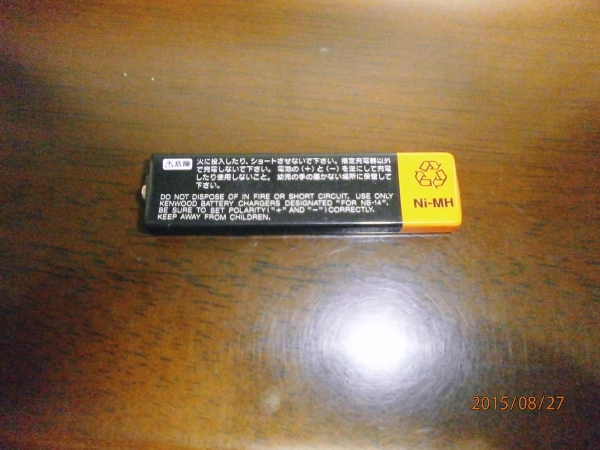 ⚠危険
火に投入したり、ショートさせないで下さい。指定充電器以外
で充電しないで下さい。電池の(+)と(-)を逆にして充電
したり使用しないこと。幼児の手の届かない場所に保管して
下さい。
DO NOT DISPOSE OF IN FIRE OR SHORT CIRCUIT. USE ONLY
KENWOOD BATTERY CHARGERS DESIGNATED "FOR NB-14".
BE SURE TO SET POLARITY("+" AND "-")CORRECTLY.
KEEP AWAY FROM CHILDREN.
Ni-MH
2015/08/27